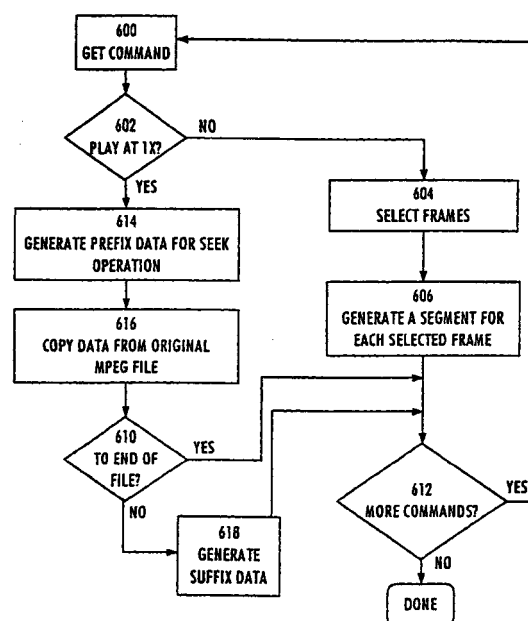 600
GET COMMAND
602
PLAY AT 1X?
NO
YES
604
SELECT FRAMES
614
GENERATE PREFIX DATA FOR SEEK
OPERATION
606
GENERATE A SEGMENT FOR
EACH SELECTED FRAME
616
COPY DATA FROM ORIGINAL
MPEG FILE
610
TO END OF
FILE?
YES
NO
618
GENERATE
SUFFIX DATA
612
MORE COMMANDS?
YES
NO
DONE